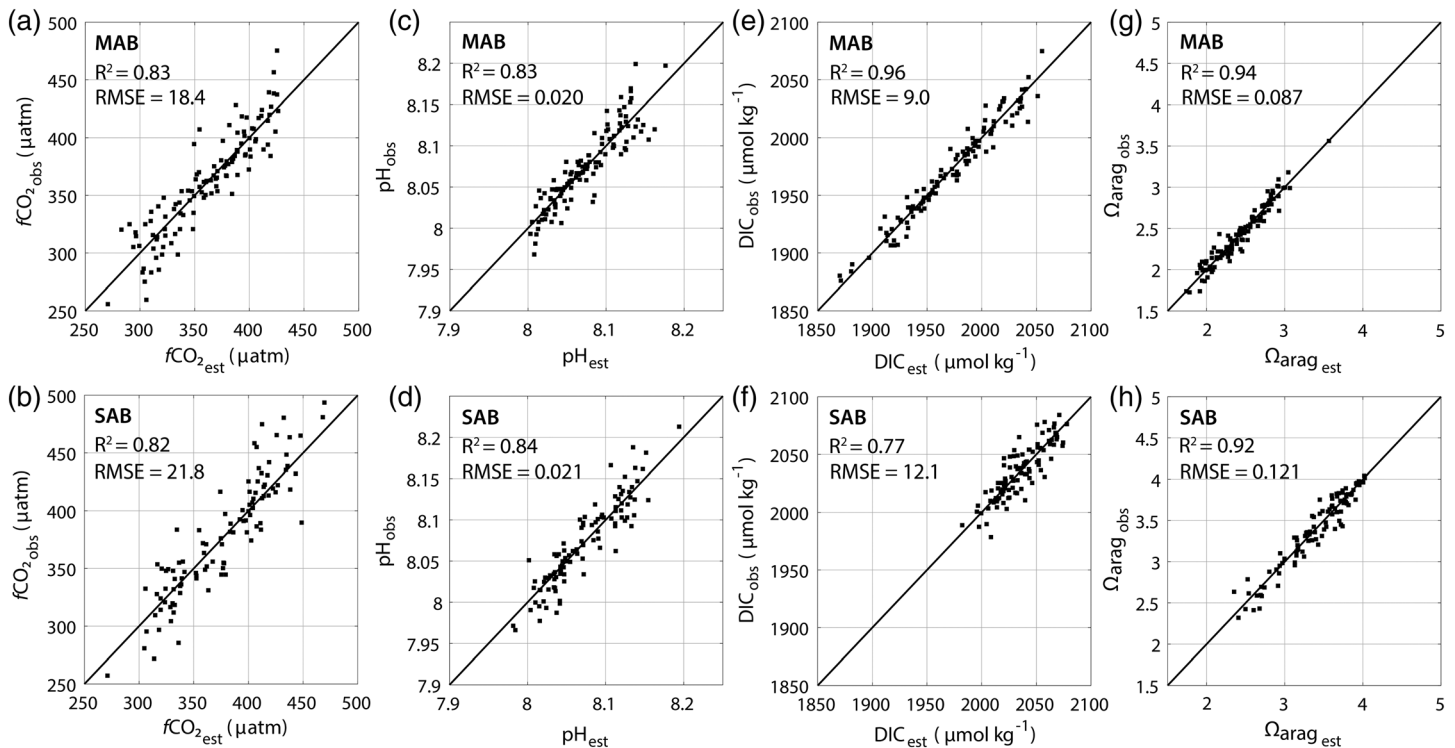 (a)
MAB
R² = 0.83
RMSE = 18.4
500
450
400
350
300
250
fCO₂obs (µatm)
250 300 350 400 450 500
fCO₂est (µatm)
(c)
MAB
R² = 0.83
RMSE = 0.020
8.2
8.15
8.1
8.05
8
7.95
7.9
pHobs
7.9 8 8.1 8.2
pHest
(e)
MAB
R² = 0.96
RMSE = 9.0
2100
2050
2000
1950
1900
1850
DICobs (µmol kg⁻¹)
1850 1900 1950 2000 2050 2100
DICest (µmol kg⁻¹)
(g)
MAB
R² = 0.94
RMSE = 0.087
5
4.5
4
3.5
3
2.5
2
1.5
Ωarag obs
2 3 4 5
Ωarag est
(b)
SAB
R² = 0.82
RMSE = 21.8
500
450
400
350
300
250
fCO₂obs (µatm)
250 300 350 400 450 500
fCO₂est (µatm)
(d)
SAB
R² = 0.84
RMSE = 0.021
8.2
8.15
8.1
8.05
8
7.95
7.9
pHobs
7.9 8 8.1 8.2
pHest
(f)
SAB
R² = 0.77
RMSE = 12.1
2100
2050
2000
1950
1900
1850
DICobs (µmol kg⁻¹)
1850 1900 1950 2000 2050 2100
DICest (µmol kg⁻¹)
(h)
SAB
R² = 0.92
RMSE = 0.121
5
4.5
4
3.5
3
2.5
2
1.5
Ωarag obs
2 3 4 5
Ωarag est